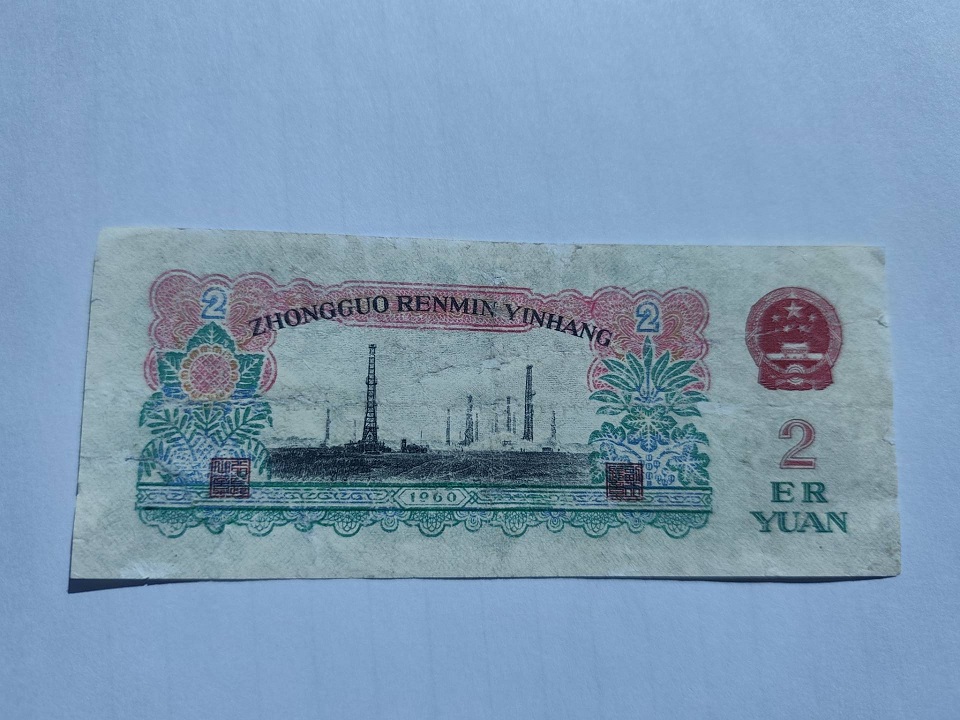 2
ZHONGGUO RENMIN YINHANG
2
1960
2
ER
YUAN